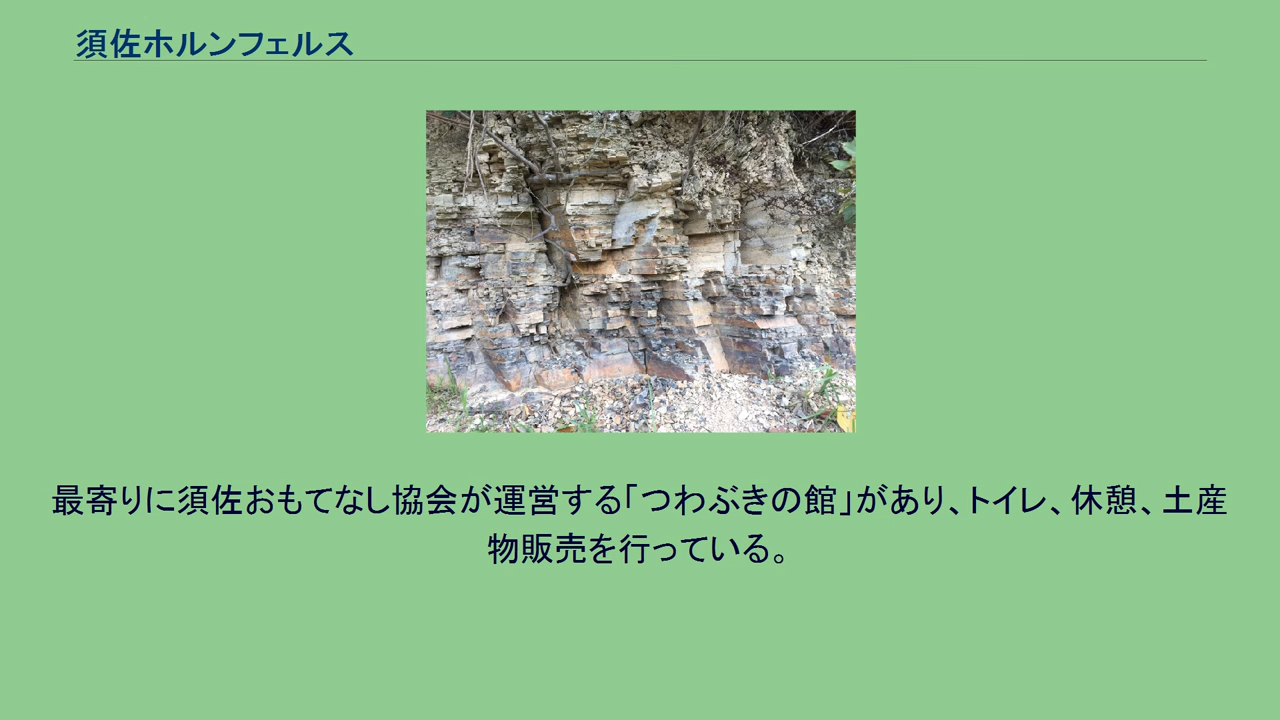 須佐ホルンフェルス
最寄りに須佐おもてなし協会が運営する「つわぶきの館」があり、トイレ、休憩、土産
物販売を行っている。